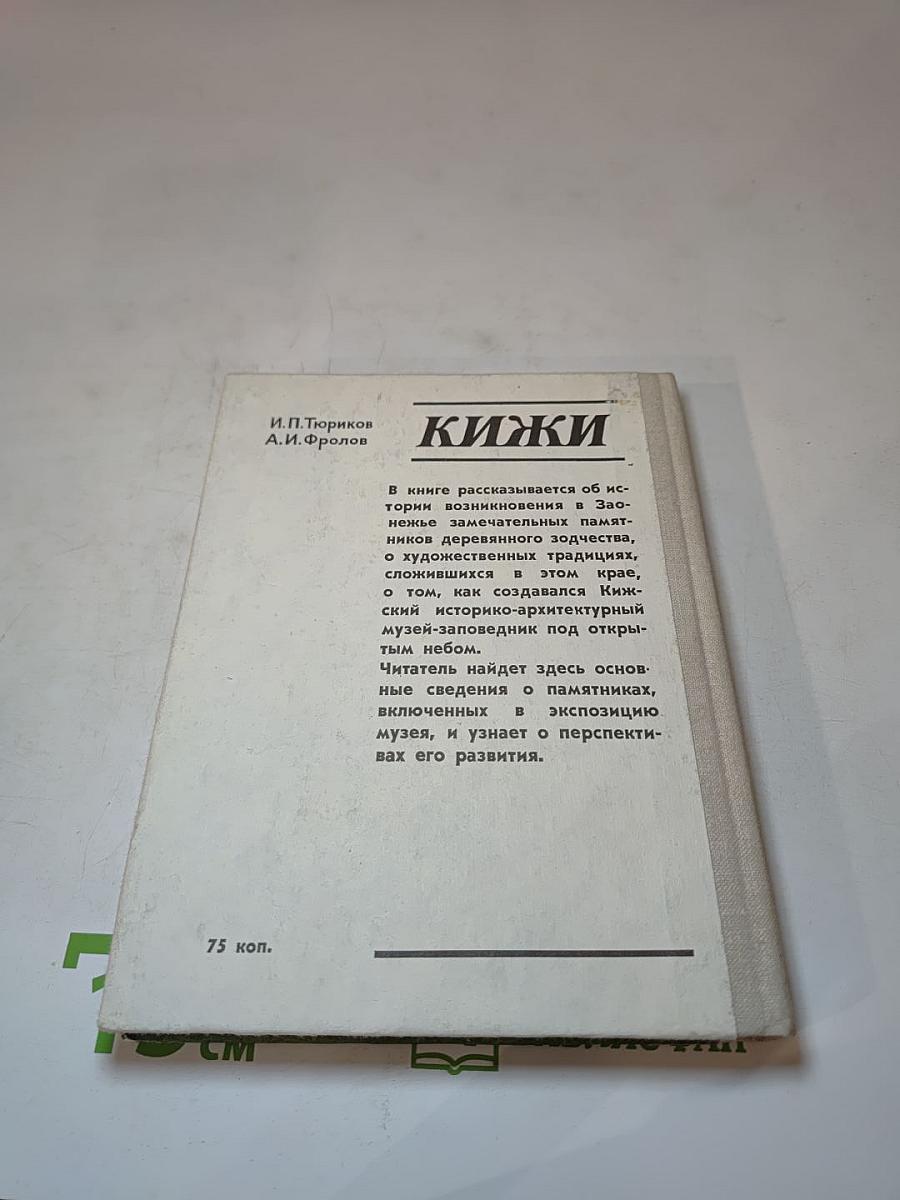 И.П.Тюриков
А.И.Фролов
КИЖИ
В книге рассказывается об ис-
тории возникновения в Зао-
нежье замечательных памят-
ников деревянного зодчества,
о художественных традициях,
сложившихся в этом крае,
о том, как создавался Киж-
ский историко-архитектурный
музей-заповедник под откры-
тым небом.
Читатель найдет здесь основ-
ные сведения о памятниках,
включенных в экспозицию
музея, и узнает о перспекти-
вах его развития.
75 коп.
см